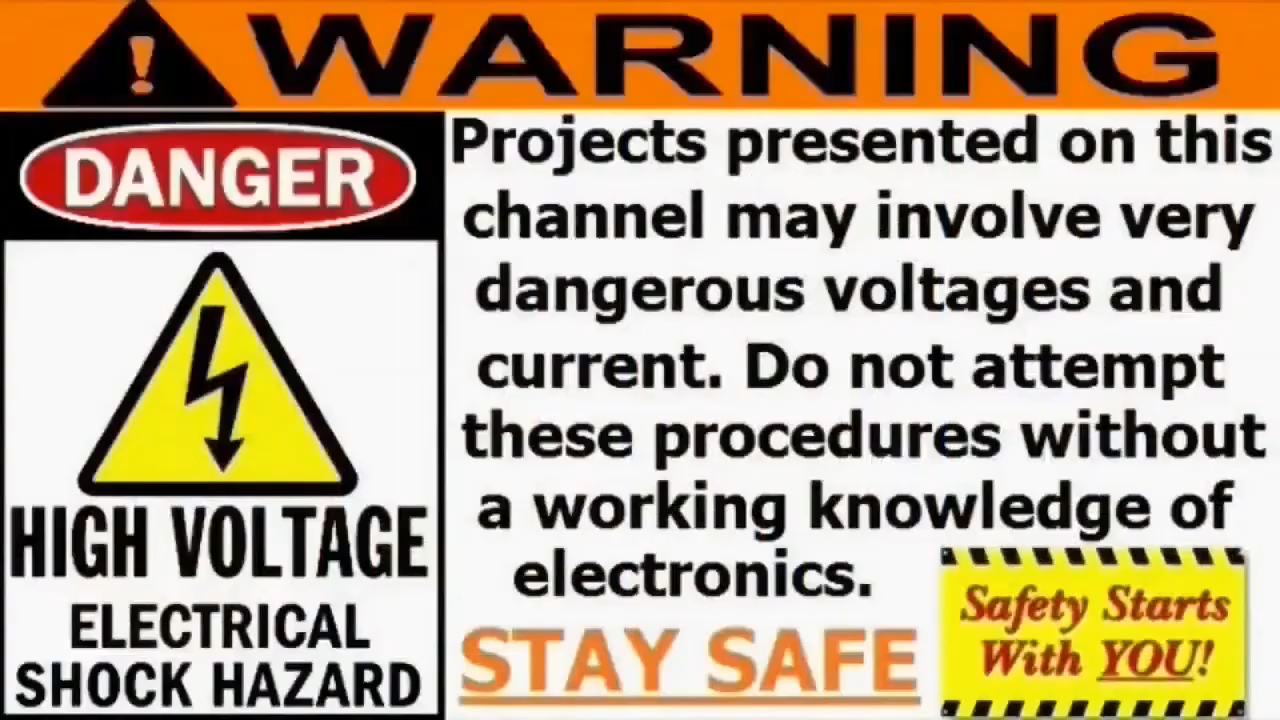 ! WARNING
DANGER
HIGH VOLTAGE
ELECTRICAL
SHOCK HAZARD
Projects presented on this
channel may involve very
dangerous voltages and
current. Do not attempt
these procedures without
a working knowledge of
electronics.
STAY SAFE
Safety Starts
With YOU!